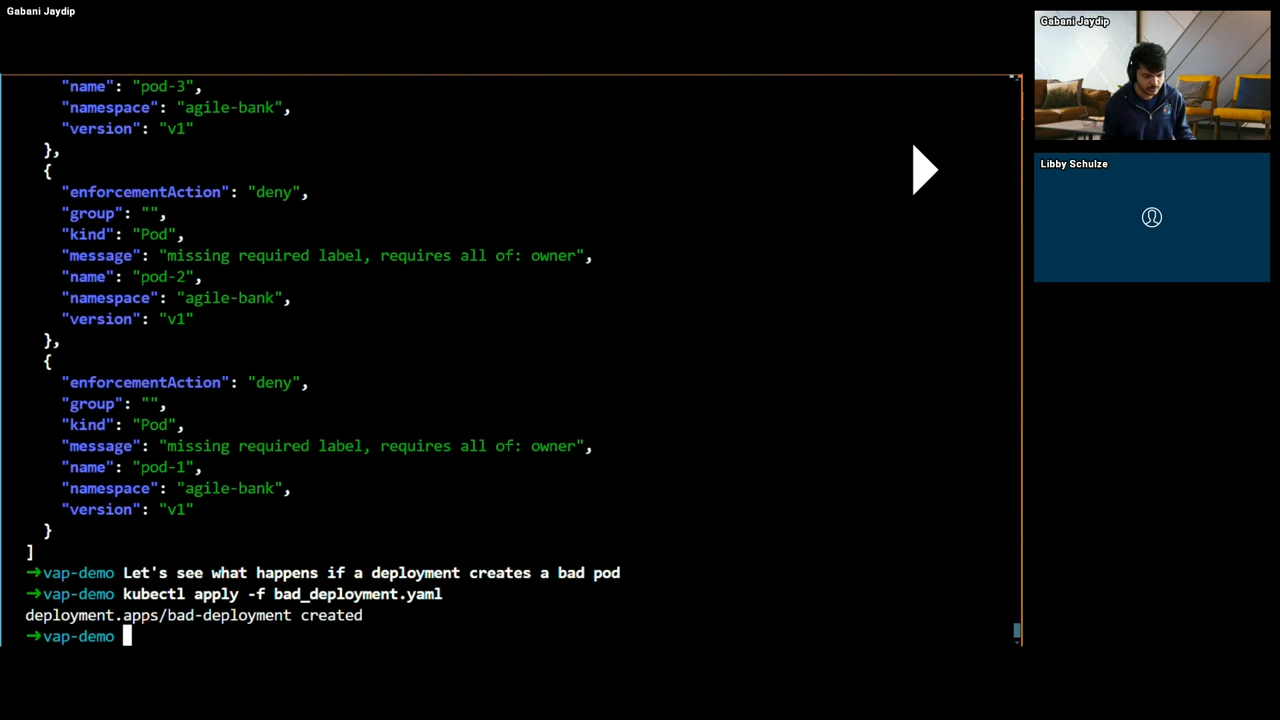 Gabani Jaydip
"name": "pod-3",
"namespace": "agile-bank",
"version": "v1"
},
{
"enforcementAction": "deny",
"group": "",
"kind": "Pod",
"message": "missing required label, requires all of: owner",
"name": "pod-2",
"namespace": "agile-bank",
"version": "v1"
},
{
"enforcementAction": "deny",
"group": "",
"kind": "Pod",
"message": "missing required label, requires all of: owner",
"name": "pod-1",
"namespace": "agile-bank",
"version": "v1"
}
]
→vap-demo Let's see what happens if a deployment creates a bad pod
→vap-demo kubectl apply -f bad_deployment.yaml
deployment.apps/bad-deployment created
→vap-demo
Gabani Jaydip
Libby Schulze